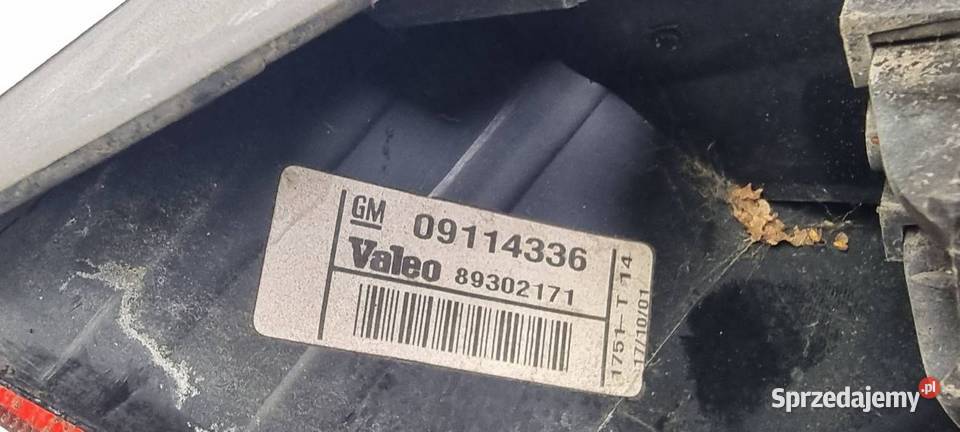 GM 09114336
Valeo 89302171
1751-T 14
17/10/01
Sprzedajemy.pl